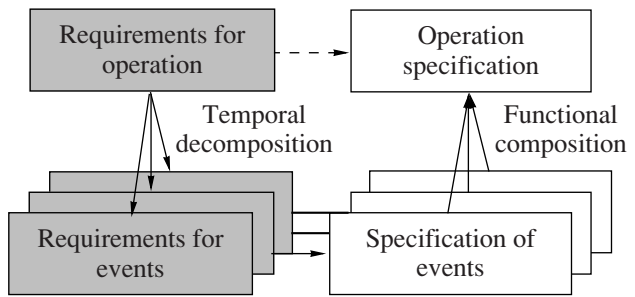 Requirements for
operation
Operation
specification
Temporal
decomposition
Functional
composition
Requirements for
events
Specification of
events